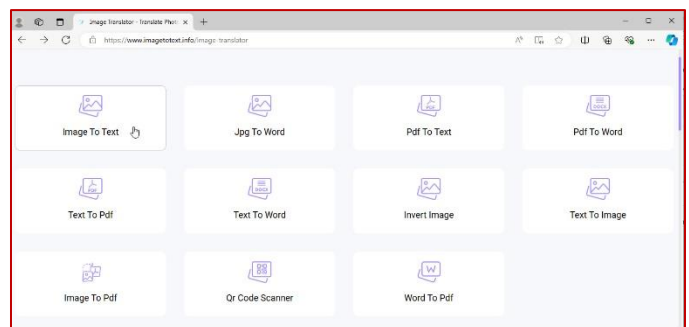 Image Translator - Translate Phot
https://www.imagetotext.info/image-translator
Image To Text
Jpg To Word
Pdf To Text
Pdf To Word
Text To Pdf
Text To Word
Invert Image
Text To Image
Image To Pdf
Qr Code Scanner
Word To Pdf